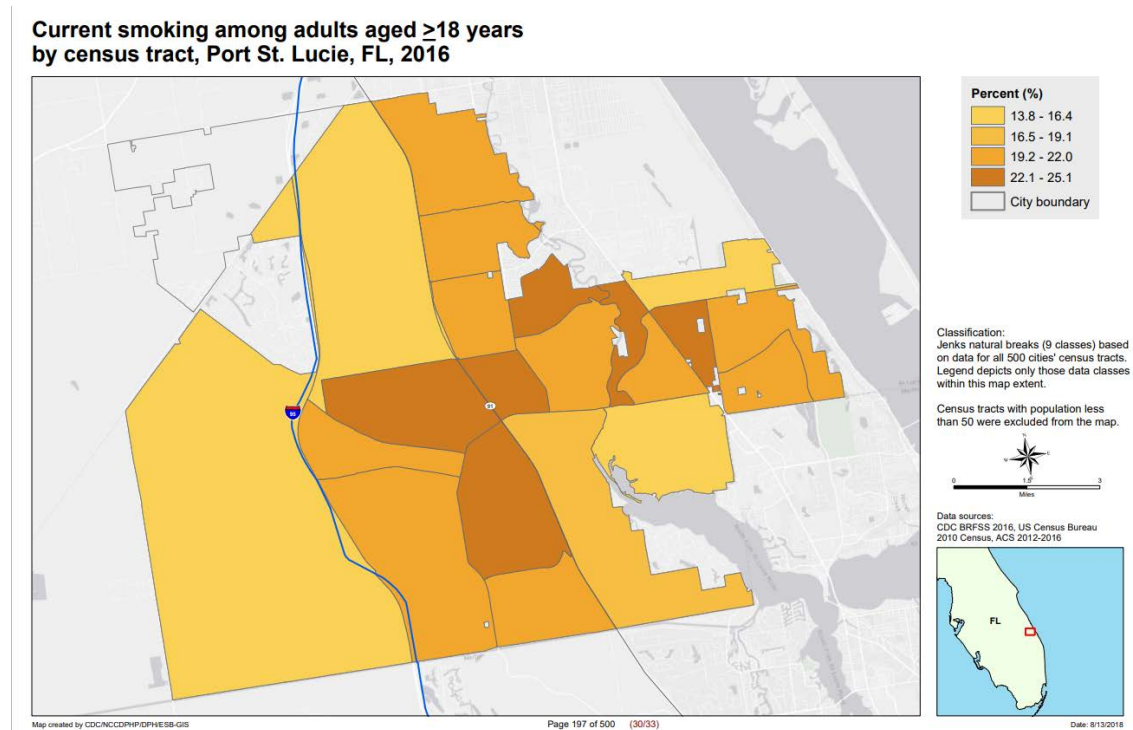 Current smoking among adults aged ≥18 years
by census tract, Port St. Lucie, FL, 2016
Percent (%)
13.8 - 16.4
16.5 - 19.1
19.2 - 22.0
22.1 - 25.1
City boundary
95
91
Classification:
Jenks natural breaks (9 classes) based
on data for all 500 cities' census tracts.
Legend depicts only those data classes
within this map extent.
Census tracts with population less
than 50 were excluded from the map.
N
W E
S
0 1.5 3
Miles
Data sources:
CDC BRFSS 2016, US Census Bureau
2010 Census, ACS 2012-2016
FL
Map created by CDC/NCCDPHP/DPH/ESB-GIS
Page 197 of 500 (30/33)
Date: 8/13/2018